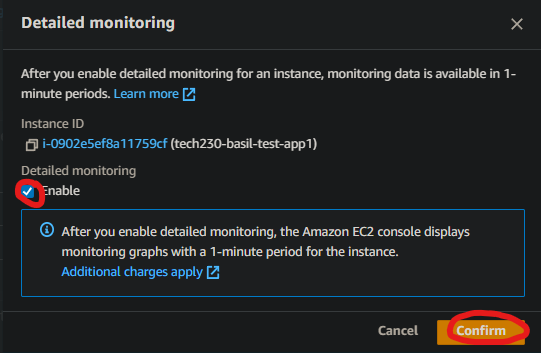 Detailed monitoring
After you enable detailed monitoring for an instance, monitoring data is available in 1-
minute periods. Learn more
Instance ID
i-0902e5ef8a11759cf (tech230-basil-test-app1)
Detailed monitoring
Enable
After you enable detailed monitoring, the Amazon EC2 console displays
monitoring graphs with a 1-minute period for the instance.
Additional charges apply
Cancel Confirm